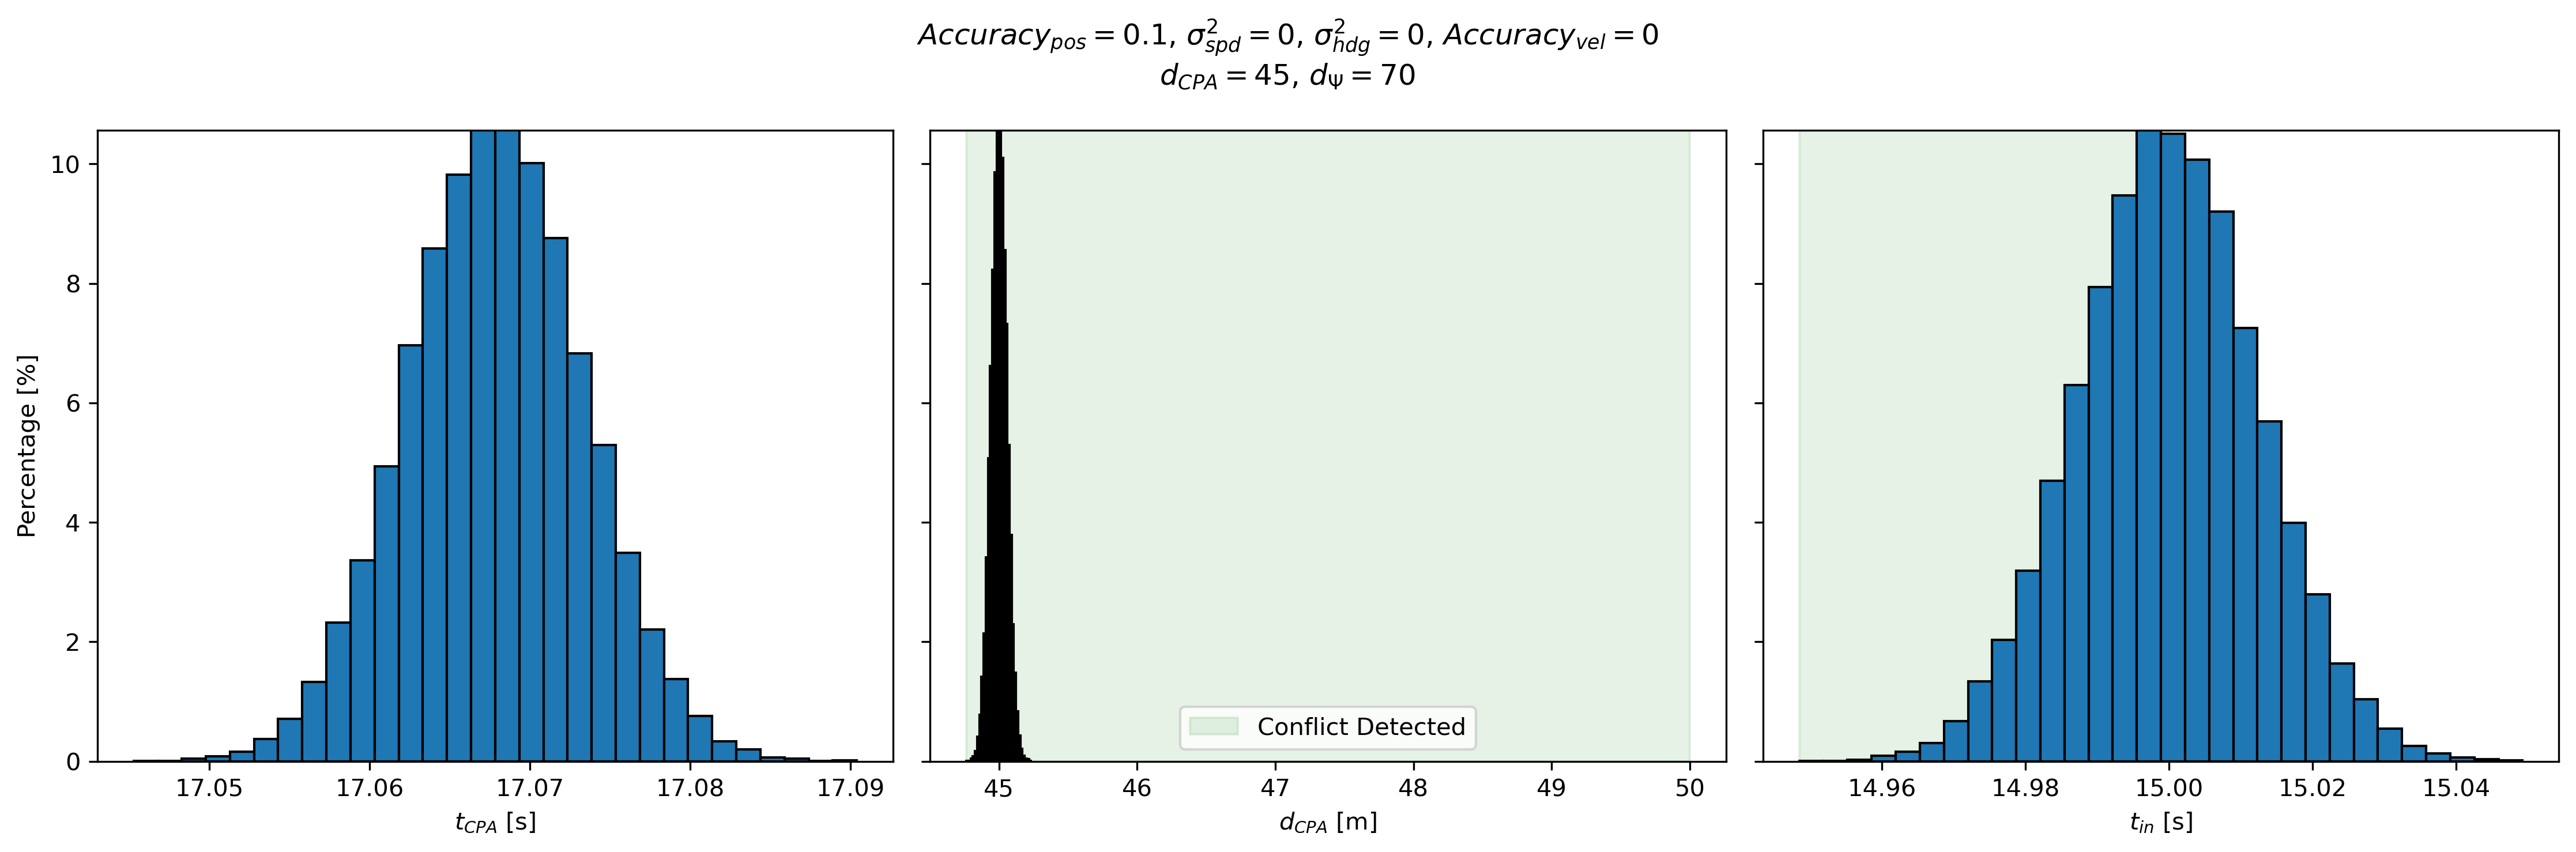 Accuracy_pos = 0.1, σ²_spd = 0, σ²_hdg = 0, Accuracy_vel = 0
d_CPA = 45, d_Ψ = 70
Percentage [%]
10
8
6
4
2
0
17.05 17.06 17.07 17.08 17.09
t_CPA [s]
Conflict Detected
45 46 47 48 49 50
d_CPA [m]
14.96 14.98 15.00 15.02 15.04
t_in [s]